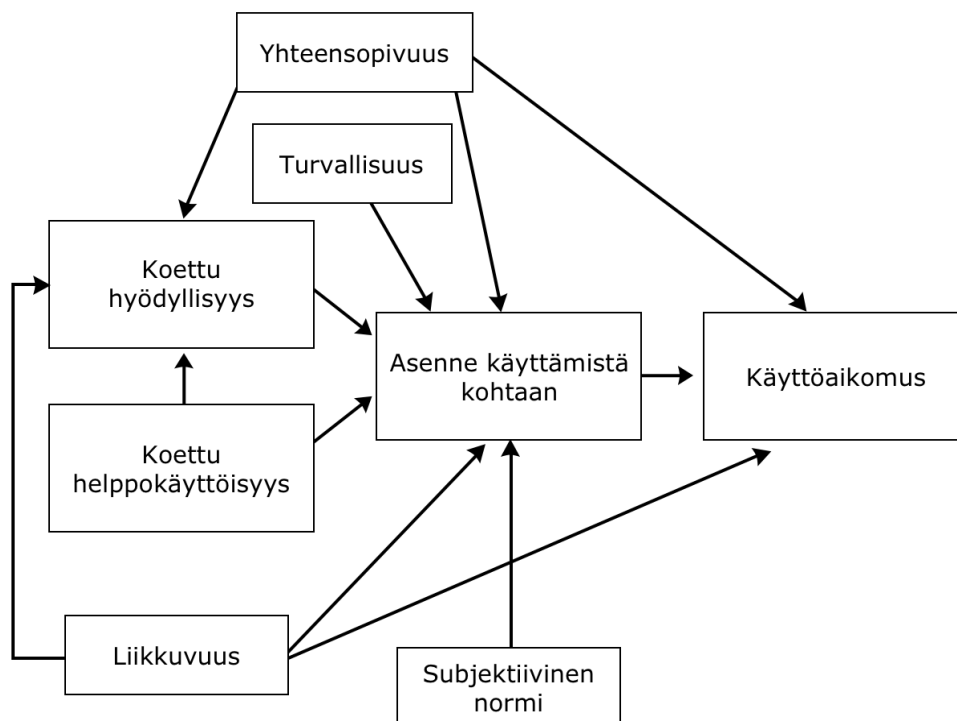 Yhteensopivuus
Turvallisuus
Koettu
hyödyllisyys
Asenne käyttämistä
kohtaan
Käyttöaikomus
Koettu
helppokäyttöisyys
Liikkuvuus
Subjektiivinen
normi